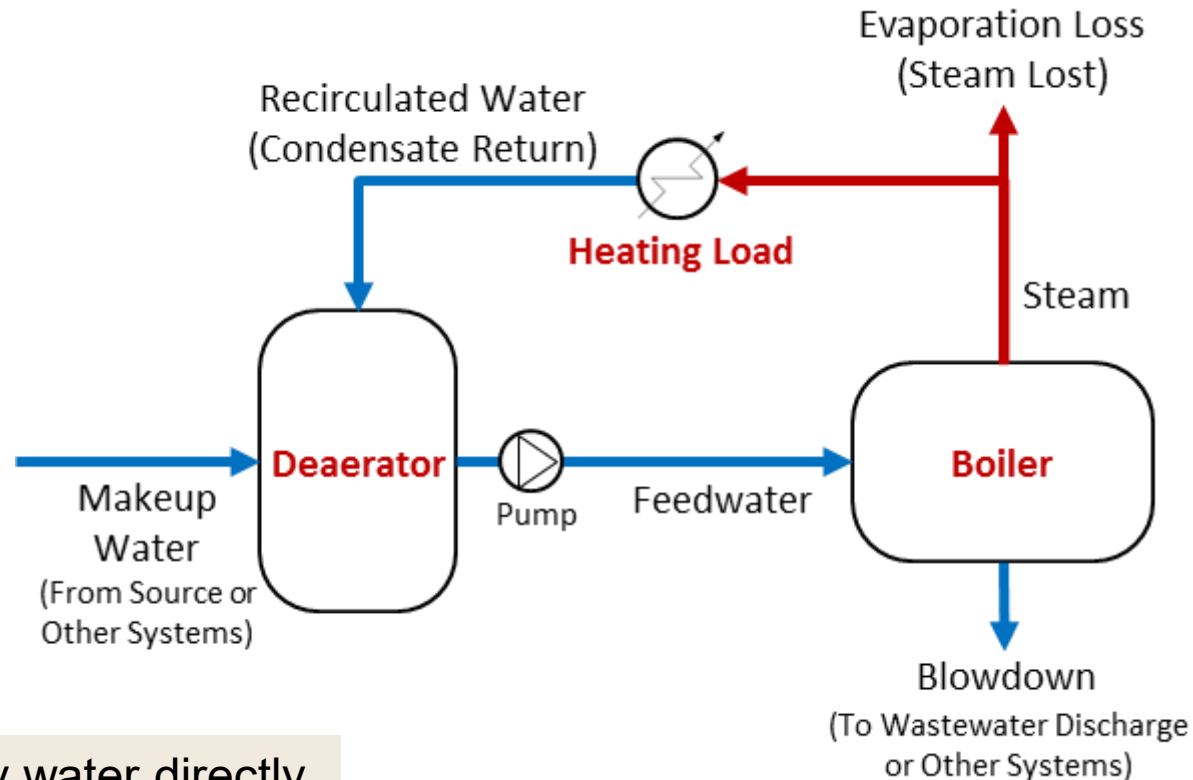 Evaporation Loss
(Steam Lost)
Recirculated Water
(Condensate Return)
Heating Load
Steam
Deaerator
Boiler
Makeup
Water
(From Source or
Other Systems)
Pump
Feedwater
Blowdown
(To Wastewater Discharge
or Other Systems)
water directly